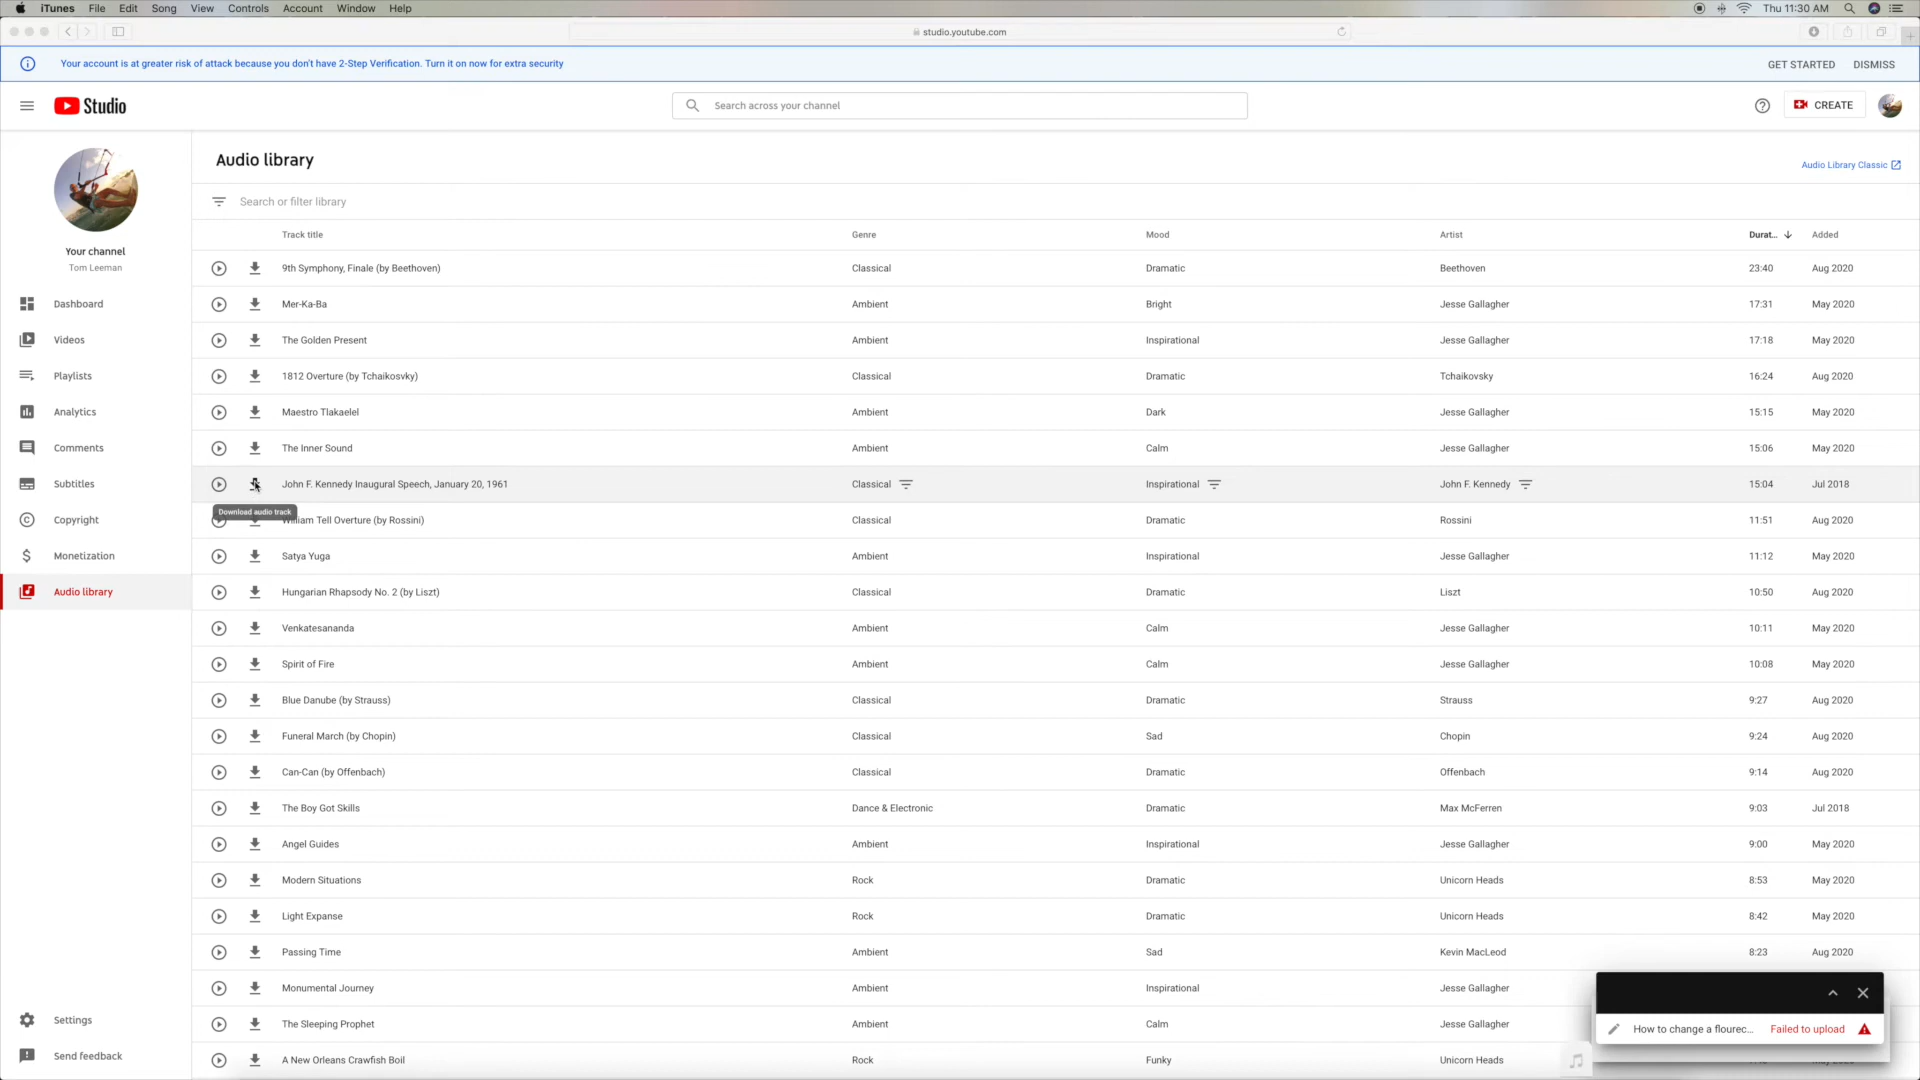 iTunes File Edit Song View Controls Account Window Help Thu 11:30 AM
studio.youtube.com
Your account is at greater risk of attack because you don't have 2-Step Verification. Turn it on now for extra security GET STARTED DISMISS
Studio Search across your channel CREATE
Audio library
Audio Library Classic
Your channel
Tom Leeman
Dashboard
Videos
Playlists
Analytics
Comments
Subtitles
Copyright
Monetization
Audio library
Settings
Send feedback
Search or filter library
Track title Genre Mood Artist Durat... Added
9th Symphony, Finale (by Beethoven) Classical Dramatic Beethoven 23:40 Aug 2020
Mer-Ka-Ba Ambient Bright Jesse Gallagher 17:31 May 2020
The Golden Present Ambient Inspirational Jesse Gallagher 17:18 May 2020
1812 Overture (by Tchaikosvky) Classical Dramatic Tchaikovsky 16:24 Aug 2020
Maestro Tlakaelel Ambient Dark Jesse Gallagher 15:15 May 2020
The Inner Sound Ambient Calm Jesse Gallagher 15:06 May 2020
John F. Kennedy Inaugural Speech, January 20, 1961 Classical Inspirational John F. Kennedy 15:04 Jul 2018
Download audio track
William Tell Overture (by Rossini) Classical Dramatic Rossini 11:51 Aug 2020
Satya Yuga Ambient Inspirational Jesse Gallagher 11:12 May 2020
Hungarian Rhapsody No. 2 (by Liszt) Classical Dramatic Liszt 10:50 Aug 2020
Venkatesananda Ambient Calm Jesse Gallagher 10:11 May 2020
Spirit of Fire Ambient Calm Jesse Gallagher 10:08 May 2020
Blue Danube (by Strauss) Classical Dramatic Strauss 9:27 Aug 2020
Funeral March (by Chopin) Classical Sad Chopin 9:24 Aug 2020
Can-Can (by Offenbach) Classical Dramatic Offenbach 9:14 Aug 2020
The Boy Got Skills Dance & Electronic Dramatic Max McFerren 9:03 Jul 2018
Angel Guides Ambient Inspirational Jesse Gallagher 9:00 May 2020
Modern Situations Rock Dramatic Unicorn Heads 8:53 May 2020
Light Expanse Rock Dramatic Unicorn Heads 8:42 May 2020
Passing Time Ambient Sad Kevin MacLeod 8:23 Aug 2020
Monumental Journey Ambient Inspirational Jesse Gallagher
The Sleeping Prophet Ambient Calm Jesse Gallagher
A New Orleans Crawfish Boil Rock Funky Unicorn Heads
How to change a flourec... Failed to upload